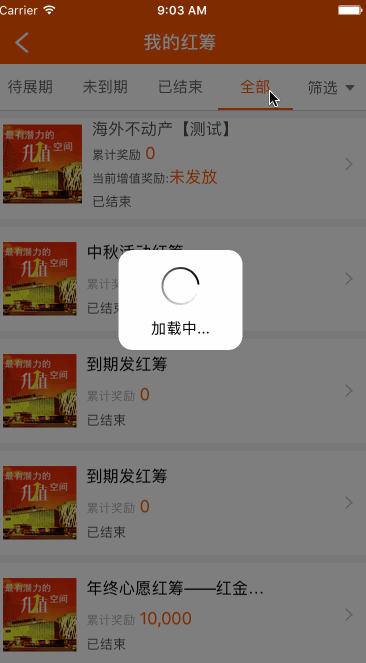 Carrier 9:03 AM
我的红筹
待展期 未到期 已结束 全部 筛选
最有潜力的
升值 空间
海外不动产【测试】
累计奖励 0
当前增值奖励:未发放
已结束
最有潜力的
升值 空间
中秋活动红筹
累计奖
已结束
加载中...
最有潜力的
升值 空间
到期发红筹
累计奖励 0
已结束
最有潜力的
升值 空间
到期发红筹
累计奖励 0
已结束
最有潜力的
升值 空间
年终心愿红筹——红金...
累计奖励 10,000
已结束